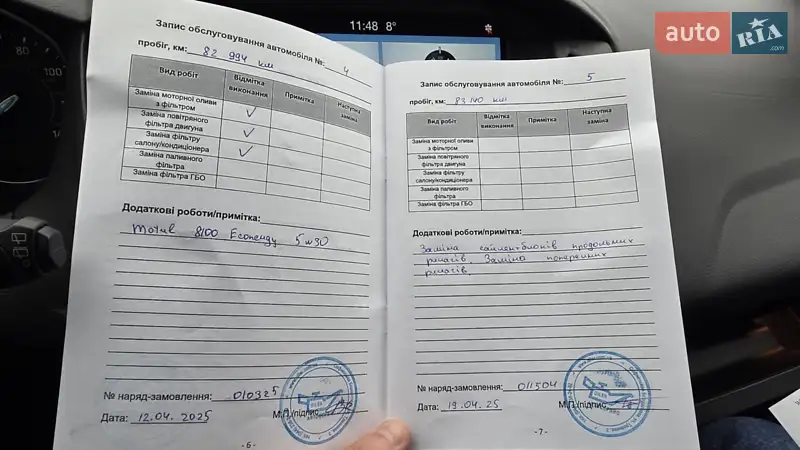 11:48 8°
auto RIA .com
80
100
Запис обслуговування автомобіля №: 4
пробіг, км: 82 994 км
Вид робіт Відмітка виконання Примітка Наступна заміна
Заміна моторної оливи з фільтром ✓
Заміна повітряного фільтра двигуна ✓
Заміна фільтру салону/кондиціонера ✓
Заміна паливного фільтра
Заміна фільтра ГБО
Додаткові роботи/примітка:
Motul 8100 Econergy 5w30
№ наряд-замовлення: 010325
Дата: 12.04.2025 М.П./підпис
- 6 -
Запис обслуговування автомобіля №: 5
пробіг, км: 83 140 км
Вид робіт Відмітка виконання Примітка Наступна заміна
Заміна моторної оливи з фільтром
Заміна повітряного фільтра двигуна
Заміна фільтру салону/кондиціонера
Заміна паливного фільтра
Заміна фільтра ГБО
Додаткові роботи/примітка:
Заміна сайлентблоків продольних
ричагів. Заміна поперечних
ричагів.
№ наряд-замовлення: 011504
Дата: 19.04.25 М.П./підпис
- 7 -